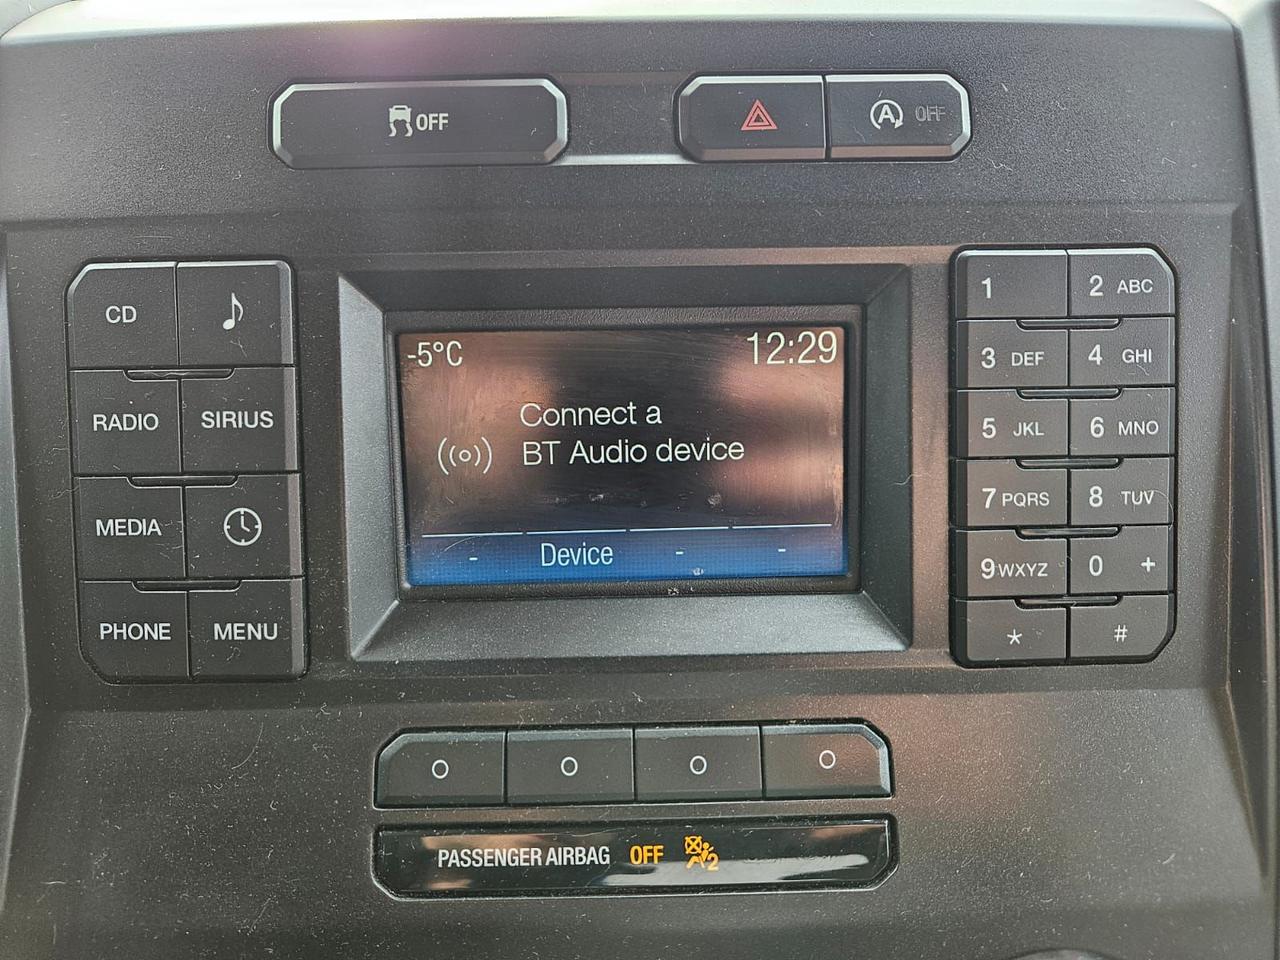 OFF
A OFF
CD
RADIO SIRIUS
MEDIA
PHONE MENU
-5°C 12:29
Connect a
BT Audio device
- Device - -
1 2 ABC
3 DEF 4 GHI
5 JKL 6 MNO
7 PQRS 8 TUV
9 WXYZ 0 +
* #
PASSENGER AIRBAG OFF 2